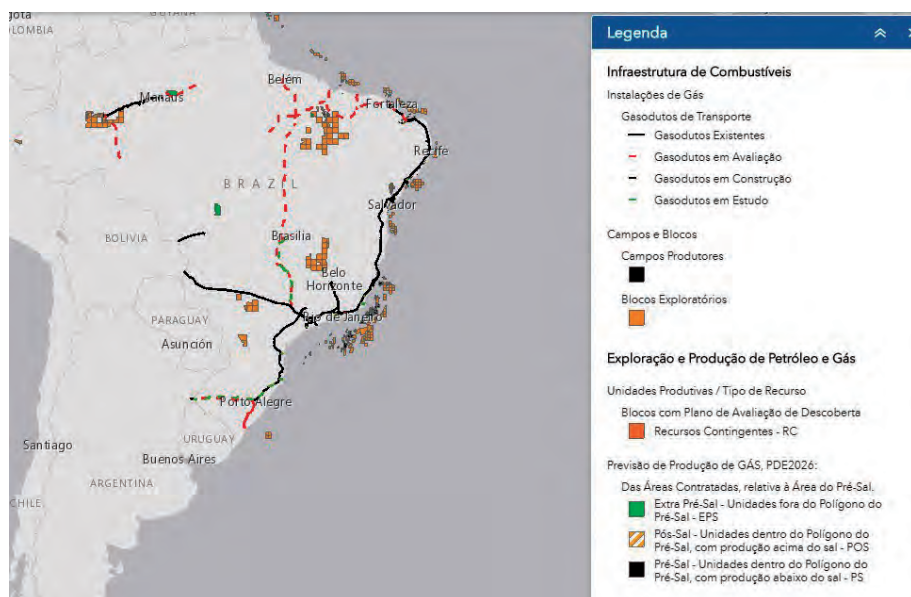 gota
GUYANA
COLOMBIA
Belém
Manaus
Fortaleza
Recife
BRAZIL
Salvador
BOLIVIA
Brasilia
Belo
Horizonte
Rio de Janeiro
PARAGUAY
Asunción
Porto Alegre
URUGUAY
Santiago
Buenos Aires
ARGENTINA
CHILE
Legenda
Infraestrutura de Combustíveis
Instalações de Gás
Gasodutos de Transporte
Gasodutos Existentes
Gasodutos em Avaliação
Gasodutos em Construção
Gasodutos em Estudo
Campos e Blocos
Campos Produtores
Blocos Exploratórios
Exploração e Produção de Petróleo e Gás
Unidades Produtivas / Tipo de Recurso
Blocos com Plano de Avaliação de Descoberta
Recursos Contingentes - RC
Previsão de Produção de GÁS, PDE2026:
Das Áreas Contratadas, relativa à Área do Pré-Sal.
Extra Pré-Sal - Unidades fora do Polígono do
Pré-Sal - EPS
Pós-Sal - Unidades dentro do Polígono do
Pré-Sal, com produção acima do sal - POS
Pré-Sal - Unidades dentro do Polígono do
Pré-Sal, com produção abaixo do sal - PS